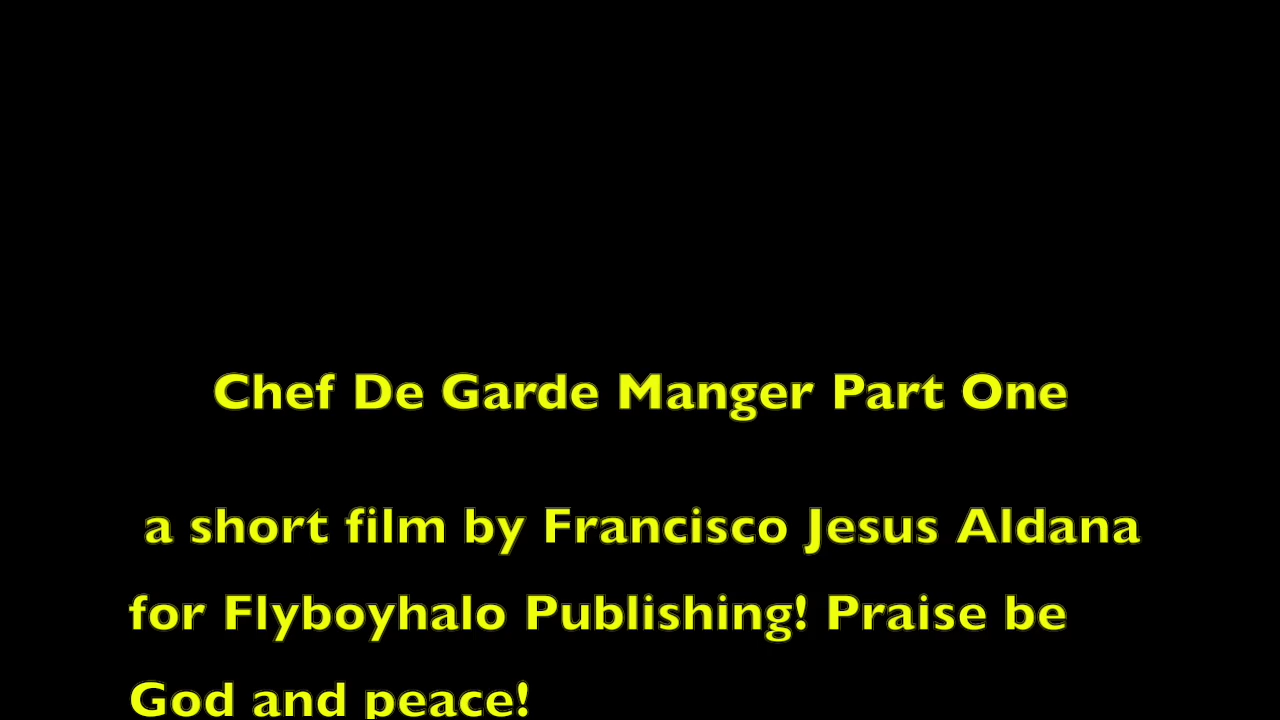 Chef De Garde Manger Part One
a short film by Francisco Jesus Aldana
for Flyboyhalo Publishing! Praise be
God and peace!